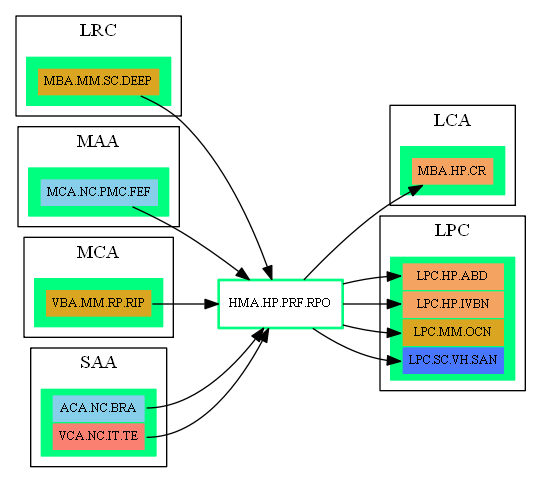 LRC
MBA.MM.SC.DEEP
MAA
MCA.NC.PMC.FEF
MCA
VBA.MM.RP.RIP
SAA
ACA.NC.BRA
VCA.NC.IT.TE
HMA.HP.PRF.RPO
LCA
MBA.HP.CR
LPC
LPC.HP.ABD
LPC.HP.IVBN
LPC.MM.OCN
LPC.SC.VH.SAN